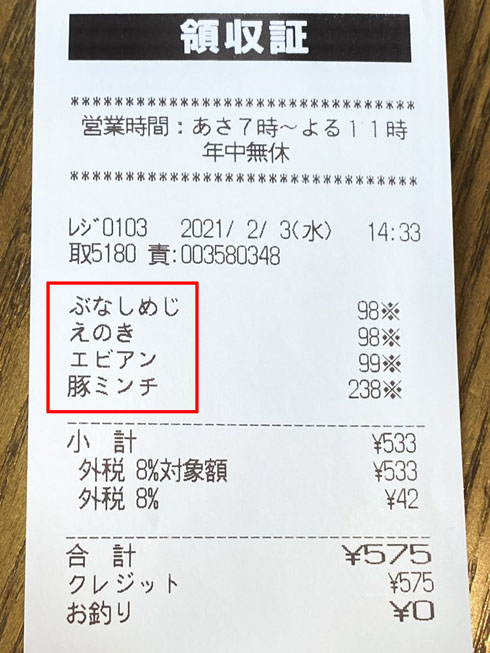 領収証
***********************************
営業時間：あさ７時～よる１１時
年中無休
***********************************
ﾚｼﾞ0103 2021/ 2/ 3(水) 14:33
取5180 責:003580348
ぶなしめじ 98※
えのき 98※
エビアン 99※
豚ミンチ 238※
小 計 ¥533
外税 8%対象額 ¥533
外税 8% ¥42
合 計 ¥575
クレジット ¥575
お釣り ¥0